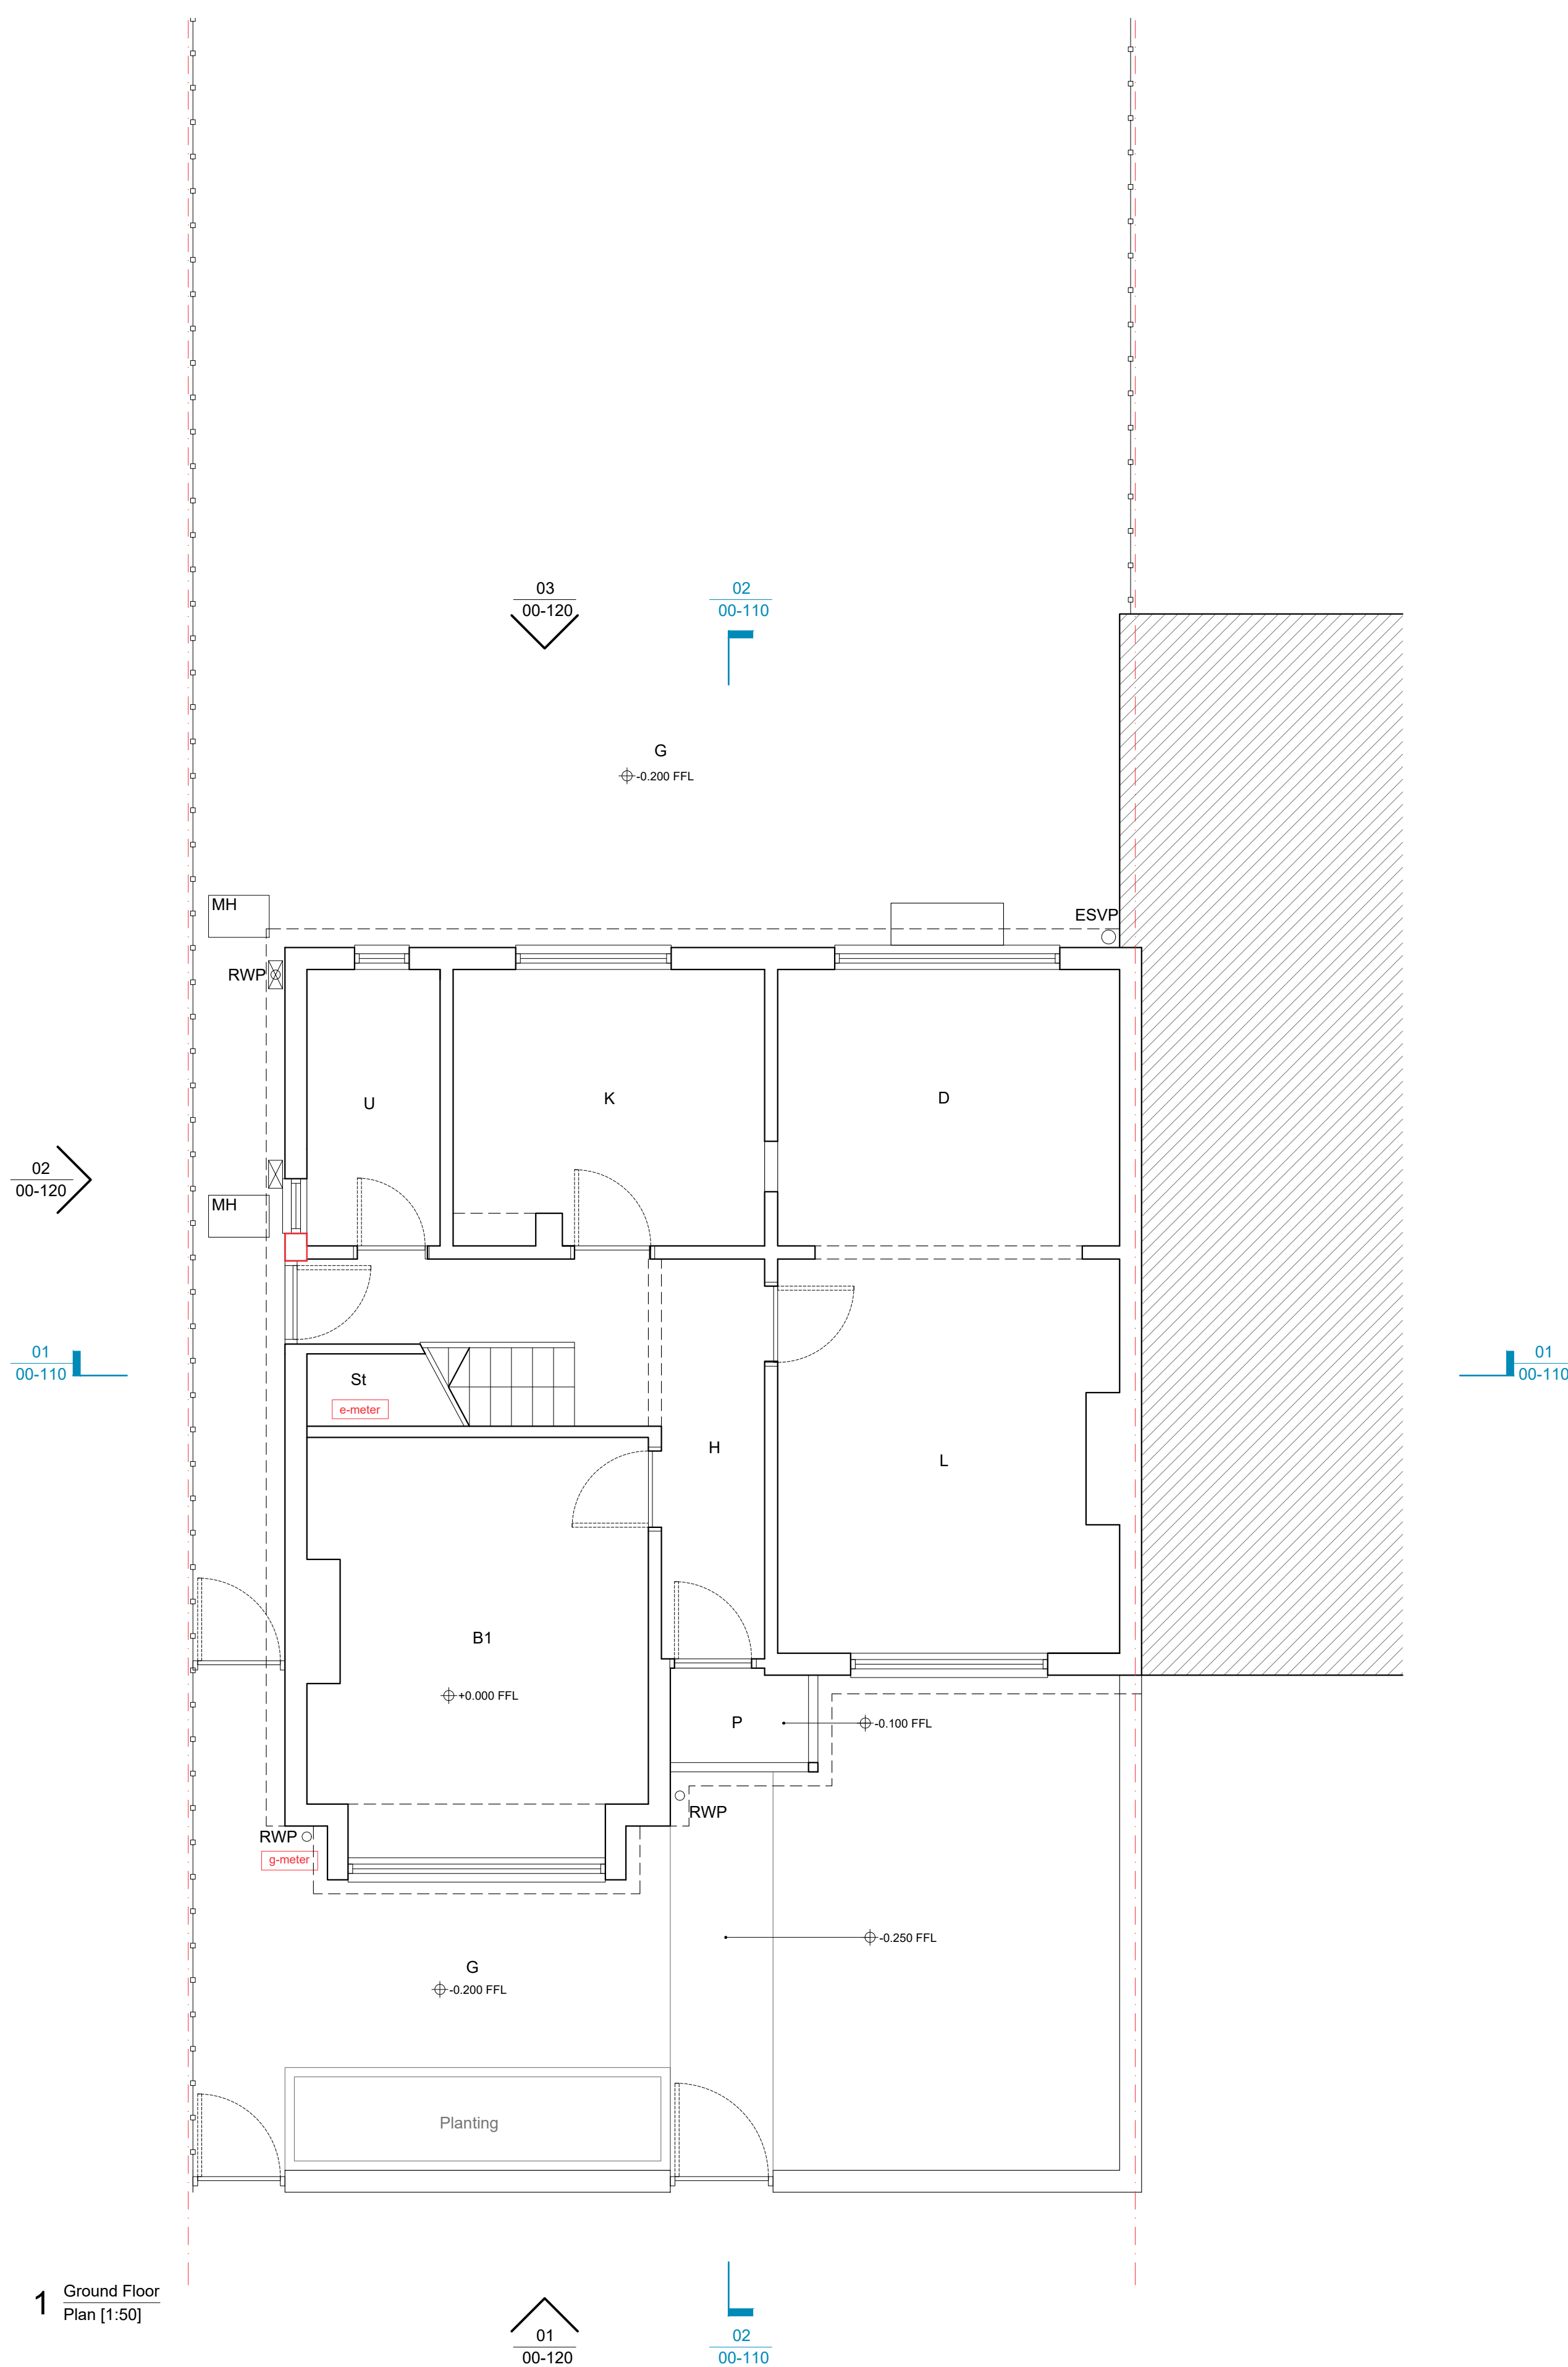 03
00-120
02
00-110
G
-0.200 FFL
MH
ESVP
RWP
U
K
D
02
00-120
MH
01
00-110
St
e-meter
H
L
01
00-110
B1
+0.000 FFL
P
-0.100 FFL
RWP
RWP
g-meter
-0.250 FFL
G
-0.200 FFL
Planting
1
Ground Floor
Plan [1:50]
01
00-120
02
00-110